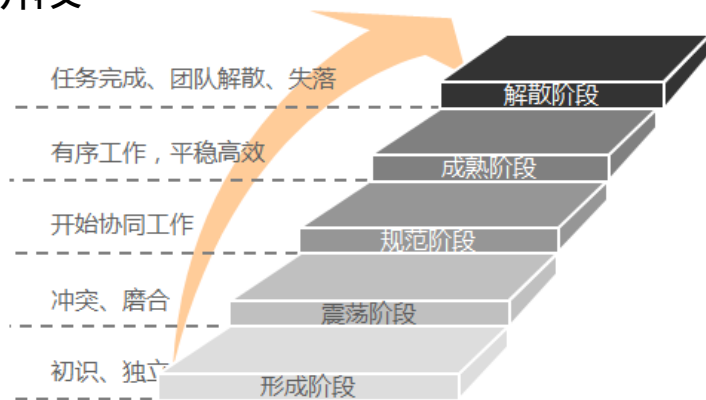 任务完成、团队解散、失落
解散阶段
有序工作，平稳高效
成熟阶段
开始协同工作
规范阶段
冲突、磨合
震荡阶段
初识、独立
形成阶段